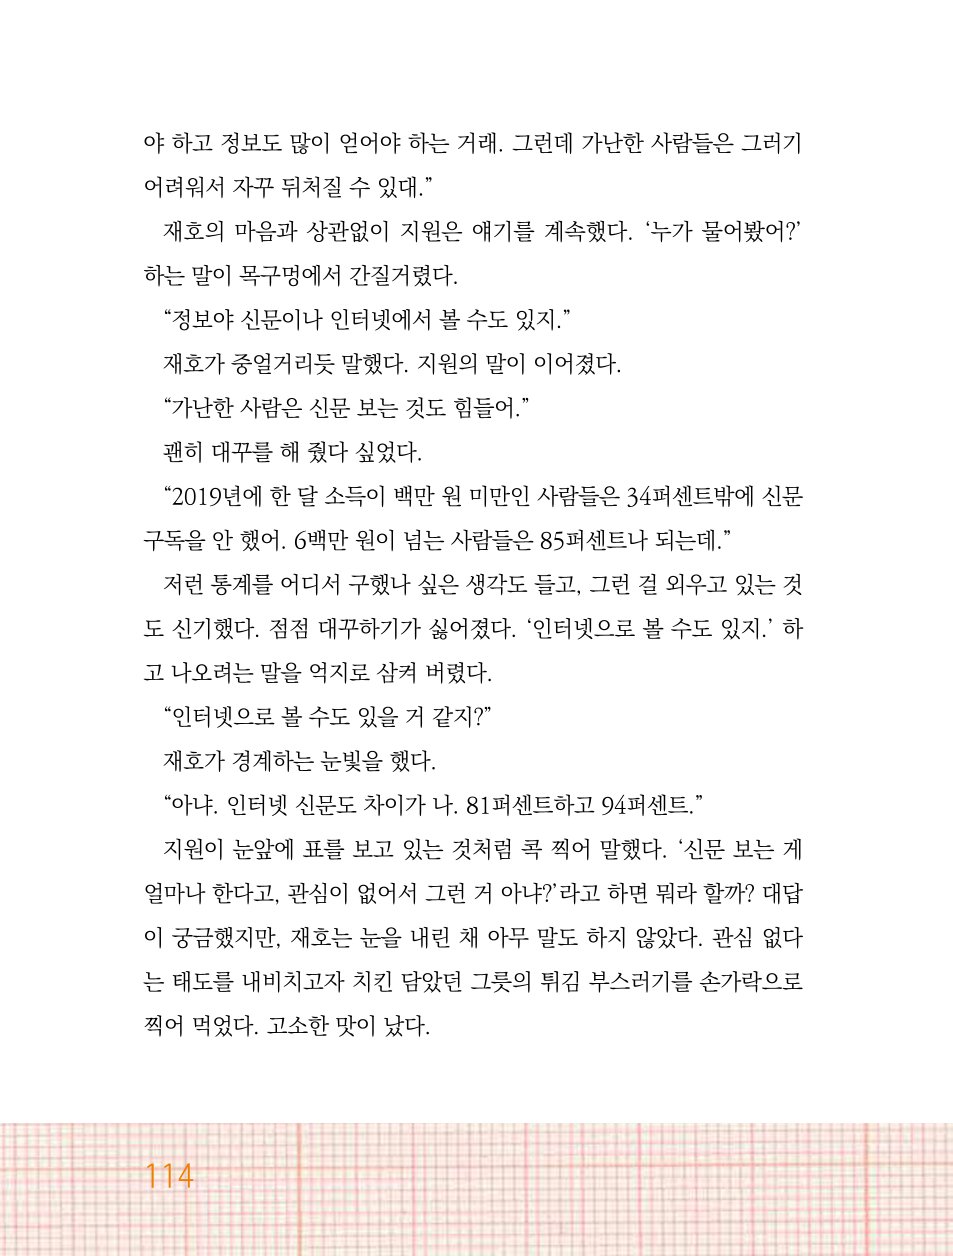 야 하고 정보도 많이 얻어야 하는 거래. 그런데 가난한 사람들은 그러기
어려워서 자꾸 뒤처질 수 있대.”
재호의 마음과 상관없이 지원은 얘기를 계속했다. ‘누가 물어봤어?’
하는 말이 목구멍에서 간질거렸다.
“정보야 신문이나 인터넷에서 볼 수도 있지.”
재호가 중얼거리듯 말했다. 지원의 말이 이어졌다.
“가난한 사람은 신문 보는 것도 힘들어.”
괜히 대꾸를 해 줬다 싶었다.
“2019년에 한 달 소득이 백만 원 미만인 사람들은 34퍼센트밖에 신문
구독을 안 했어. 6백만 원이 넘는 사람들은 85퍼센트나 되는데.”
저런 통계를 어디서 구했나 싶은 생각도 들고, 그런 걸 외우고 있는 것
도 신기했다. 점점 대꾸하기가 싫어졌다. ‘인터넷으로 볼 수도 있지.’ 하
고 나오려는 말을 억지로 삼켜 버렸다.
“인터넷으로 볼 수도 있을 거 같지?”
재호가 경계하는 눈빛을 했다.
“아냐. 인터넷 신문도 차이가 나. 81퍼센트하고 94퍼센트.”
지원이 눈앞에 표를 보고 있는 것처럼 콕 찍어 말했다. ‘신문 보는 게
얼마나 한다고, 관심이 없어서 그런 거 아냐?’라고 하면 뭐라 할까? 대답
이 궁금했지만, 재호는 눈을 내린 채 아무 말도 하지 않았다. 관심 없다
는 태도를 내비치고자 치킨 담았던 그릇의 튀김 부스러기를 손가락으로
찍어 먹었다. 고소한 맛이 났다.
114